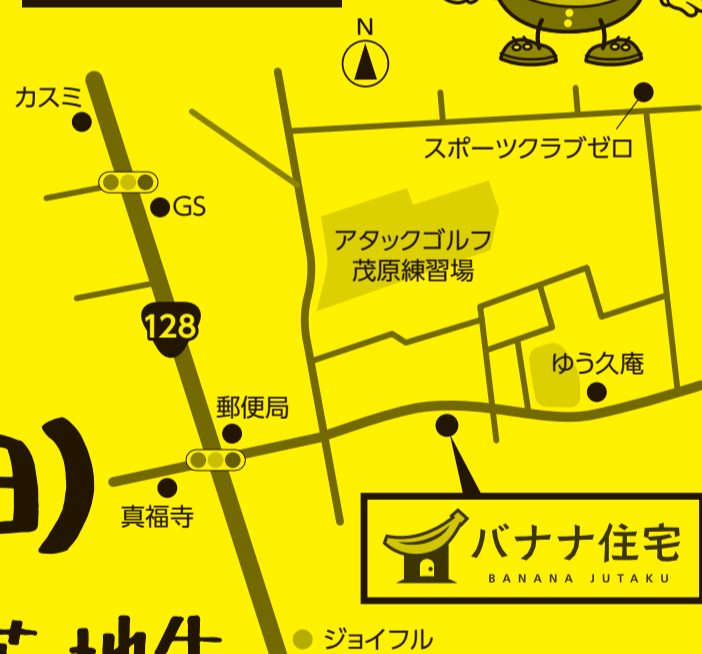 N
カスミ
スポーツクラブゼロ
GS
アタックゴルフ
茂原練習場
128
ゆう久庵
郵便局
真福寺
バナナ住宅
BANANA JUTAKU
ジョイフル